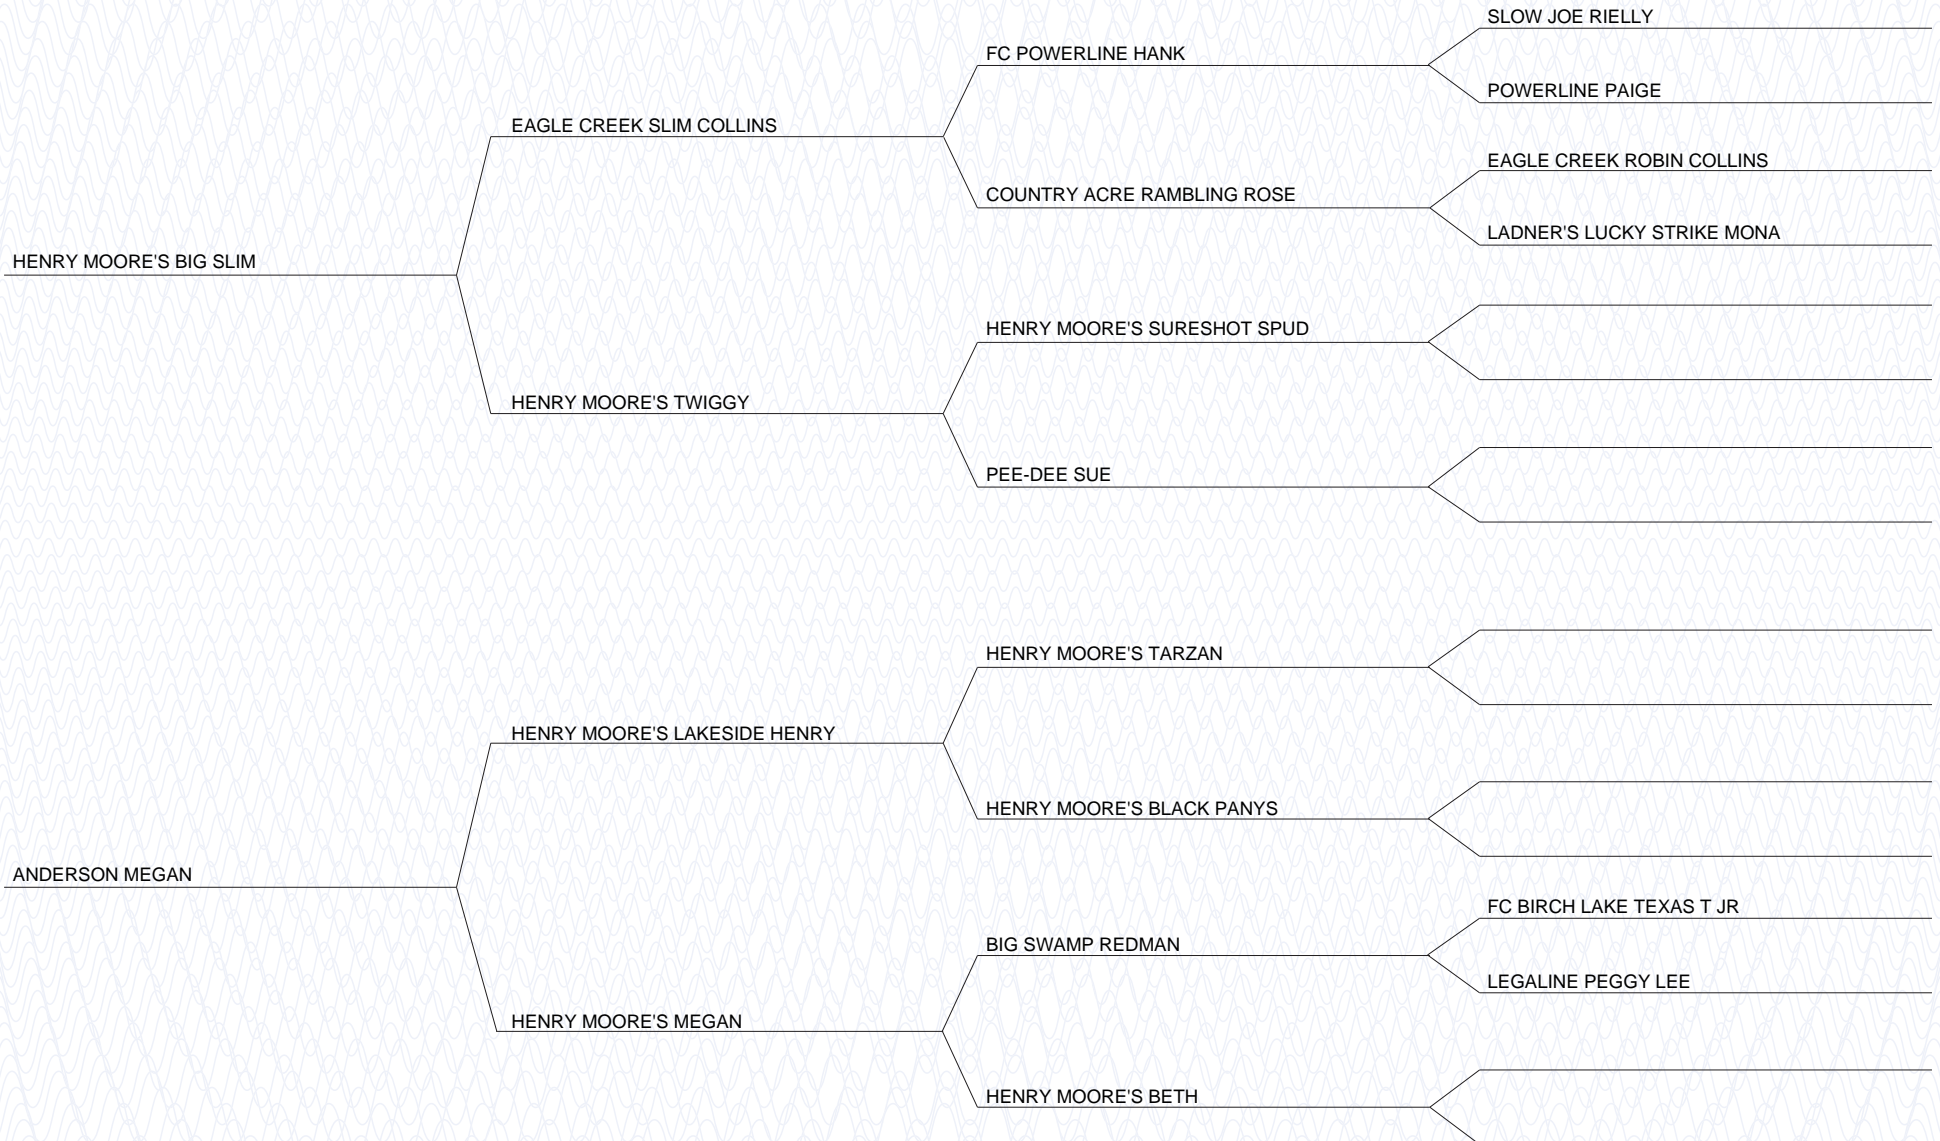 SLOW JOE RIELLY
FC POWERLINE HANK
POWERLINE PAIGE
EAGLE CREEK SLIM COLLINS
EAGLE CREEK ROBIN COLLINS
COUNTRY ACRE RAMBLING ROSE
LADNER'S LUCKY STRIKE MONA
HENRY MOORE'S BIG SLIM
HENRY MOORE'S SURESHOT SPUD
HENRY MOORE'S TWIGGY
PEE-DEE SUE
HENRY MOORE'S TARZAN
HENRY MOORE'S LAKESIDE HENRY
HENRY MOORE'S BLACK PANYS
ANDERSON MEGAN
FC BIRCH LAKE TEXAS T JR
BIG SWAMP REDMAN
LEGALINE PEGGY LEE
HENRY MOORE'S MEGAN
HENRY MOORE'S BETH